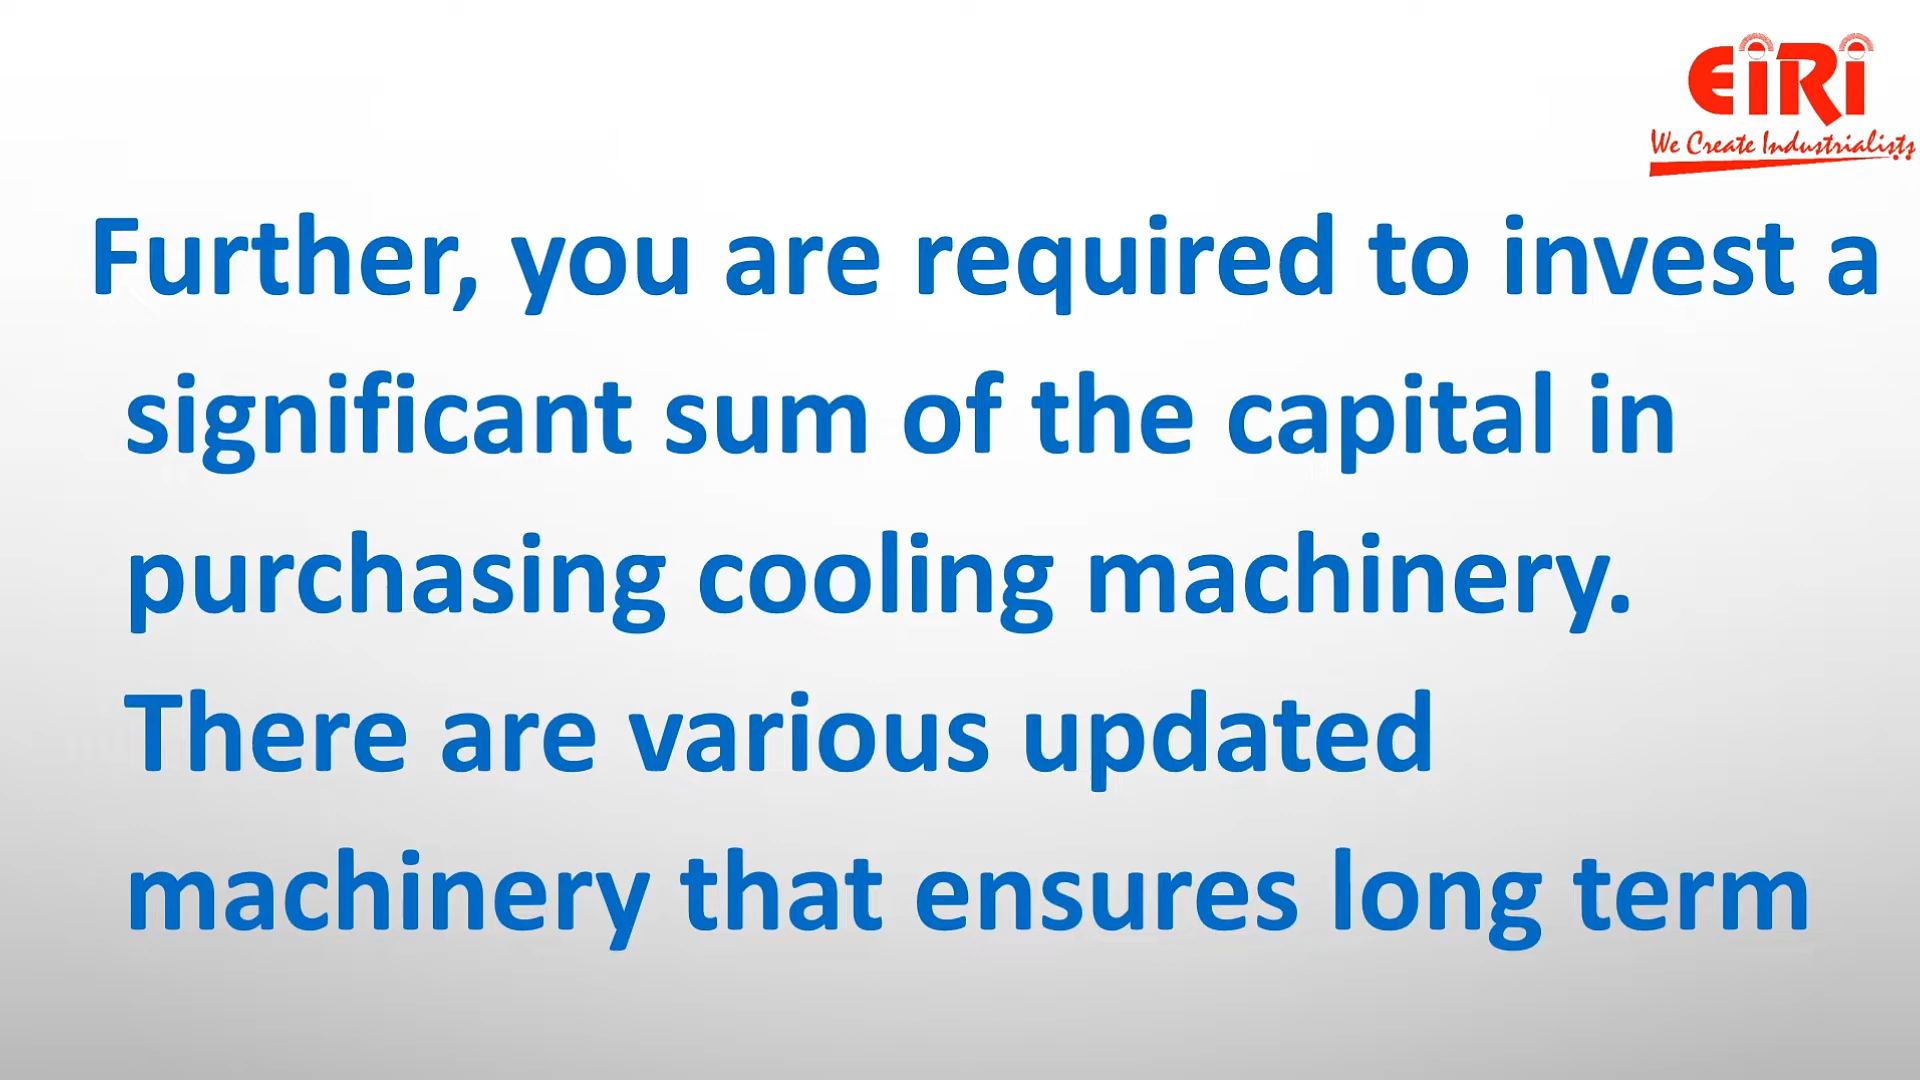 EiRi
We Create Industrialists
Further, you are required to invest a
significant sum of the capital in
purchasing cooling machinery.
There are various updated
machinery that ensures long term